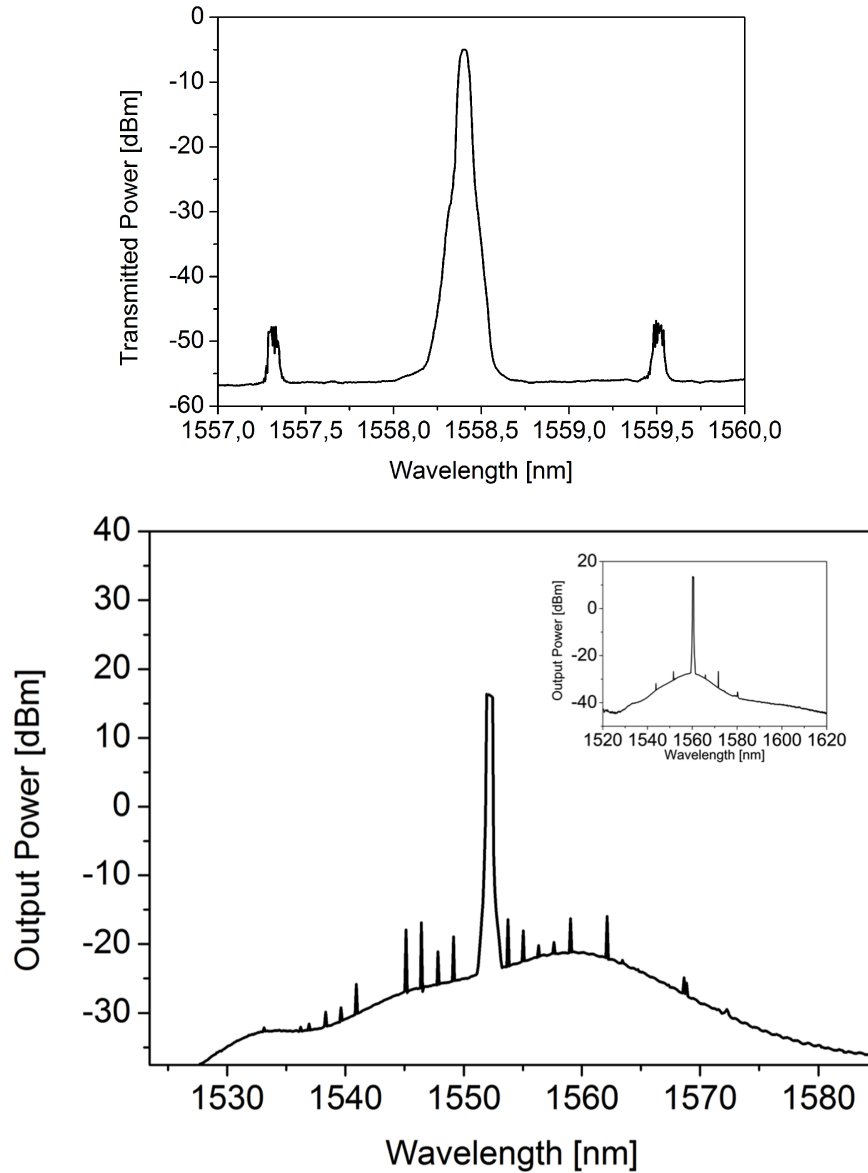 0
-10
-20
-30
-40
-50
-60
Transmitted Power [dBm]
1557,0 1557,5 1558,0 1558,5 1559,0 1559,5 1560,0
Wavelength [nm]
40
30
20
10
0
-10
-20
-30
Output Power [dBm]
20
0
-20
-40
Output Power [dBm]
1520 1540 1560 1580 1600 1620
Wavelength [nm]
1530 1540 1550 1560 1570 1580
Wavelength [nm]